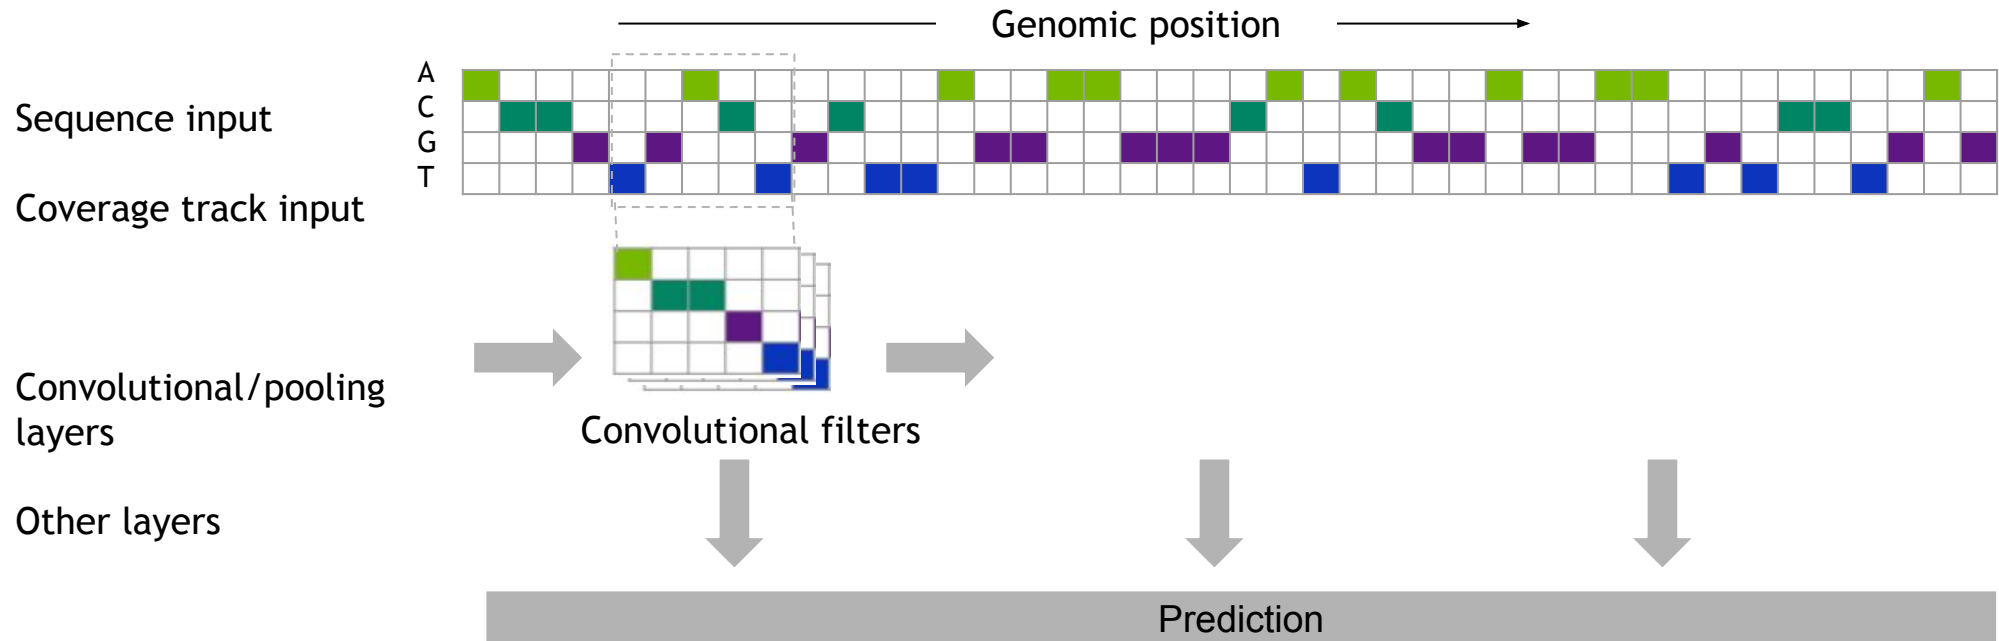 Genomic position
A
C
G
T
Sequence input
Coverage track input
Convolutional/pooling
layers
Convolutional filters
Other layers
Prediction